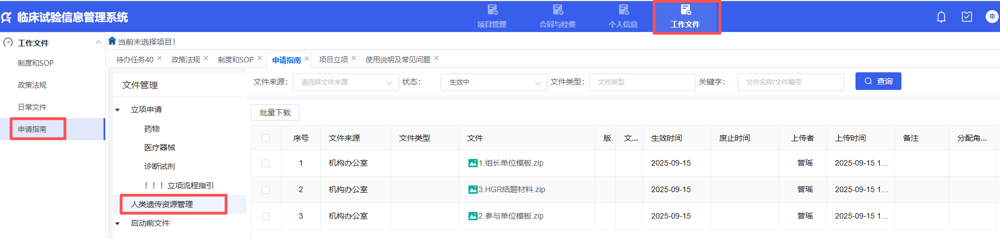 临床试验信息管理系统
项目管理
合同与经费
个人信息
工作文件
申
工作文件
制度和SOP
政策法规
日常文件
申请指南
当前未选择项目！
待办任务40 × 政策法规 × 制度和SOP × 申请指南 × 项目立项 × 使用说明及常见问题 ×
文件管理
立项申请
药物
医疗器械
诊断试剂
！！！立项流程指引
人类遗传资源管理
启动前文件
文件来源： 请选择文件来源 状态： 生效中 文件类型： 文件类型 关键字： 文件名称/文件编号 查询
批量下载
序号 文件来源 文件类型 文件 版. 文... 生效时间 废止时间 上传者 上传时间 备注 分配角...
1 机构办公室 1.组长单位模板.zip 2025-09-15 曾瑶 2025-09-15 1...
2 机构办公室 3.HGR结题材料.zip 2025-09-15 曾瑶 2025-09-15 1...
3 机构办公室 2.参与单位模板.zip 2025-09-15 曾瑶 2025-09-15 1...